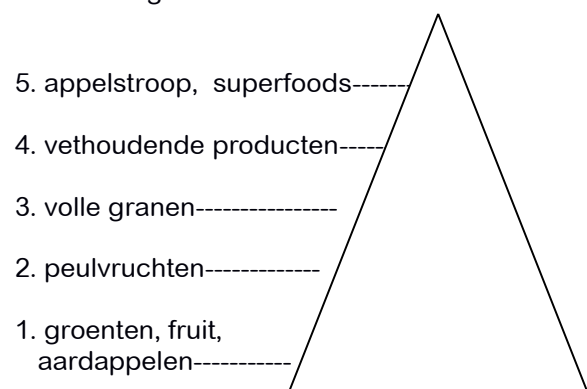 5. appelstroop, superfoods------
4. vethoudende producten-----
3. volle granen----------------
2. peulvruchten-------------
1. groenten, fruit,
aardappelen-----------